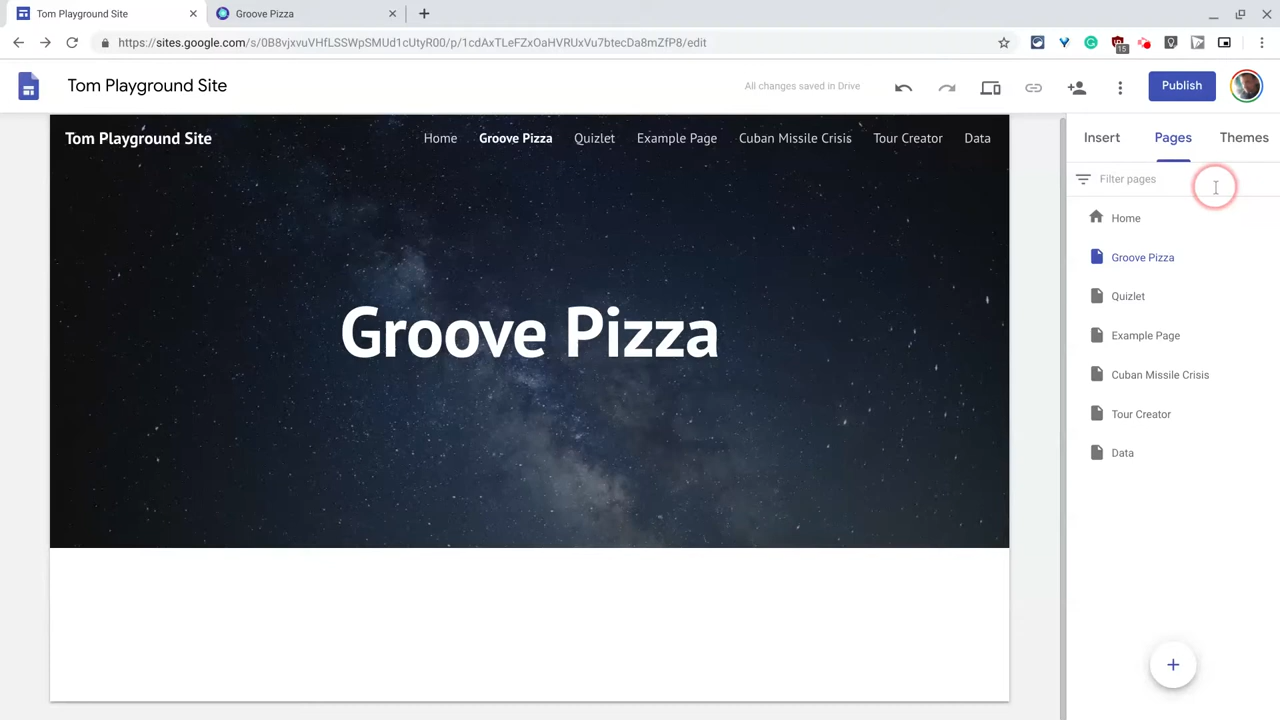 Tom Playground Site
Groove Pizza
https://sites.google.com/s/0B8vjxvuVHfLSSWpSMUd1cUtyR00/p/1cdAxTLeFZxOaHVRUxVu7btecDa8mZfP8/edit
15
Tom Playground Site
All changes saved in Drive
Publish
Tom Playground Site
Home Groove Pizza Quizlet Example Page Cuban Missile Crisis Tour Creator Data
Groove Pizza
Insert Pages Themes
Filter pages
Home
Groove Pizza
Quizlet
Example Page
Cuban Missile Crisis
Tour Creator
Data